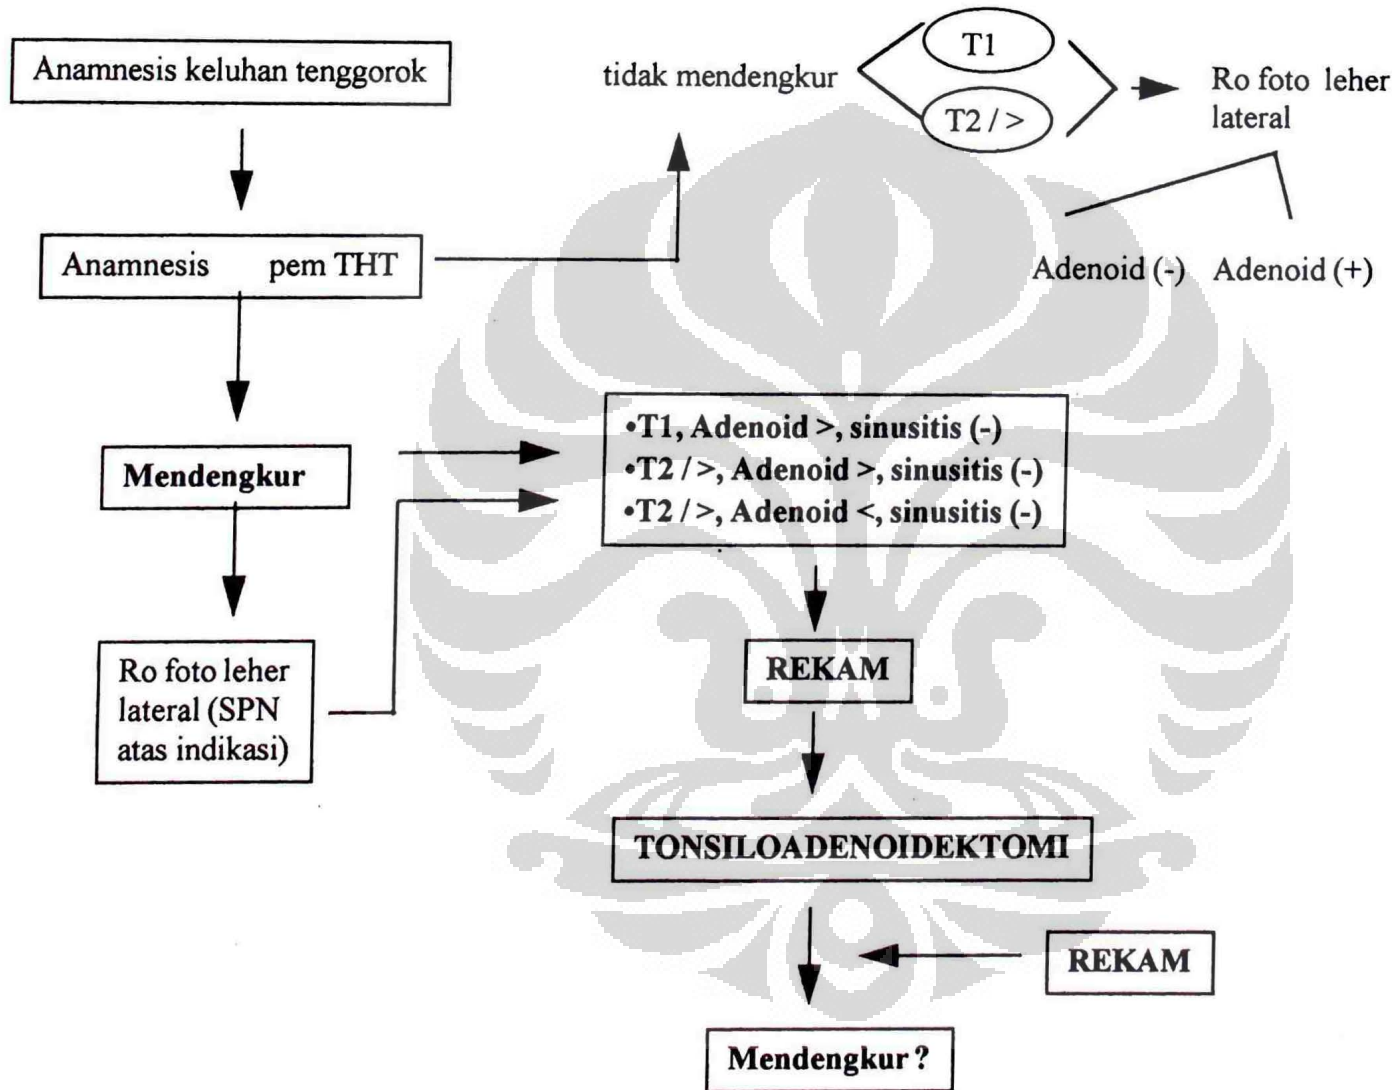 Anamnesis keluhan tenggorok
tidak mendengkur
T1
T2 / >
Ro foto leher
lateral
Adenoid (-) Adenoid (+)
Anamnesis pem THT
Mendengkur
Ro foto leher
lateral (SPN
atas indikasi)
•T1, Adenoid >, sinusitis (-)
•T2 / >, Adenoid >, sinusitis (-)
•T2 / >, Adenoid <, sinusitis (-)
REKAM
TONSILOADENOIDEKTOMI
REKAM
Mendengkur ?